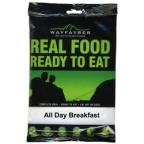 WAYFAYRER
REAL FOOD
READY TO EAT
All Day Breakfast